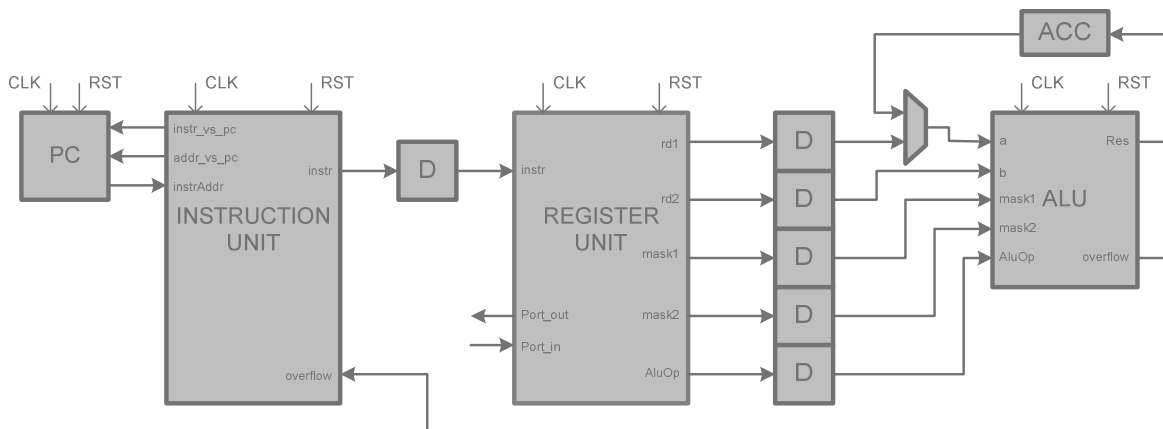 ACC
CLK
RST
CLK
RST
CLK
RST
CLK
RST
PC
instr_vs_pc
addr_vs_pc
instrAddr
instr
INSTRUCTION
UNIT
overflow
D
instr
REGISTER
UNIT
rd1
rd2
mask1
mask2
AluOp
Port_out
Port_in
D
D
D
D
D
a
b
mask1
mask2
AluOp
ALU
Res
overflow